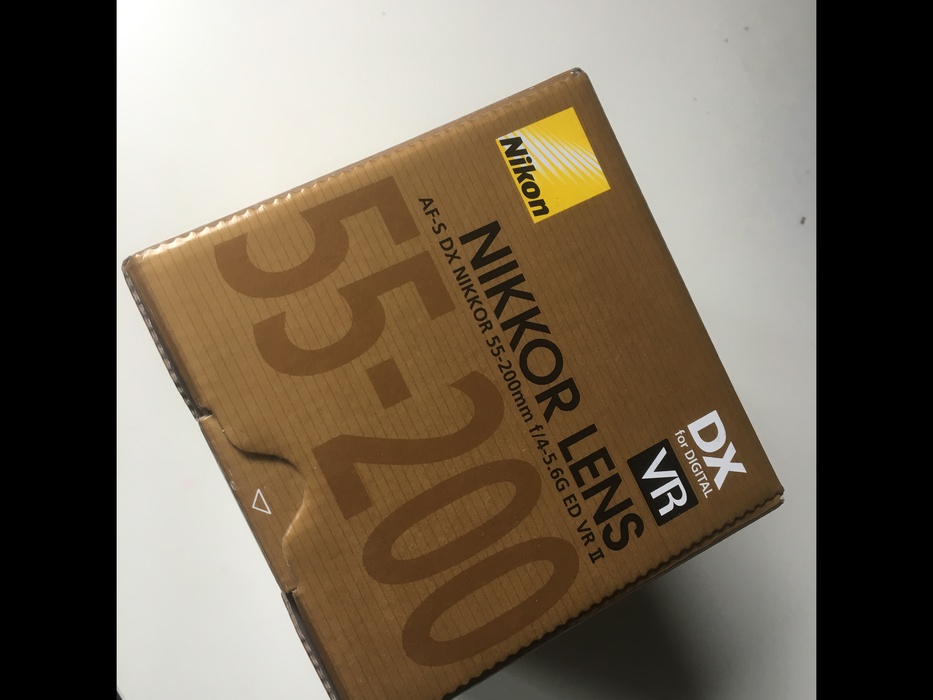 Nikon
DX
for DIGITAL
VR
NIKKOR LENS
AF-S DX NIKKOR 55-200mm f/4-5.6G ED VR II
55-200